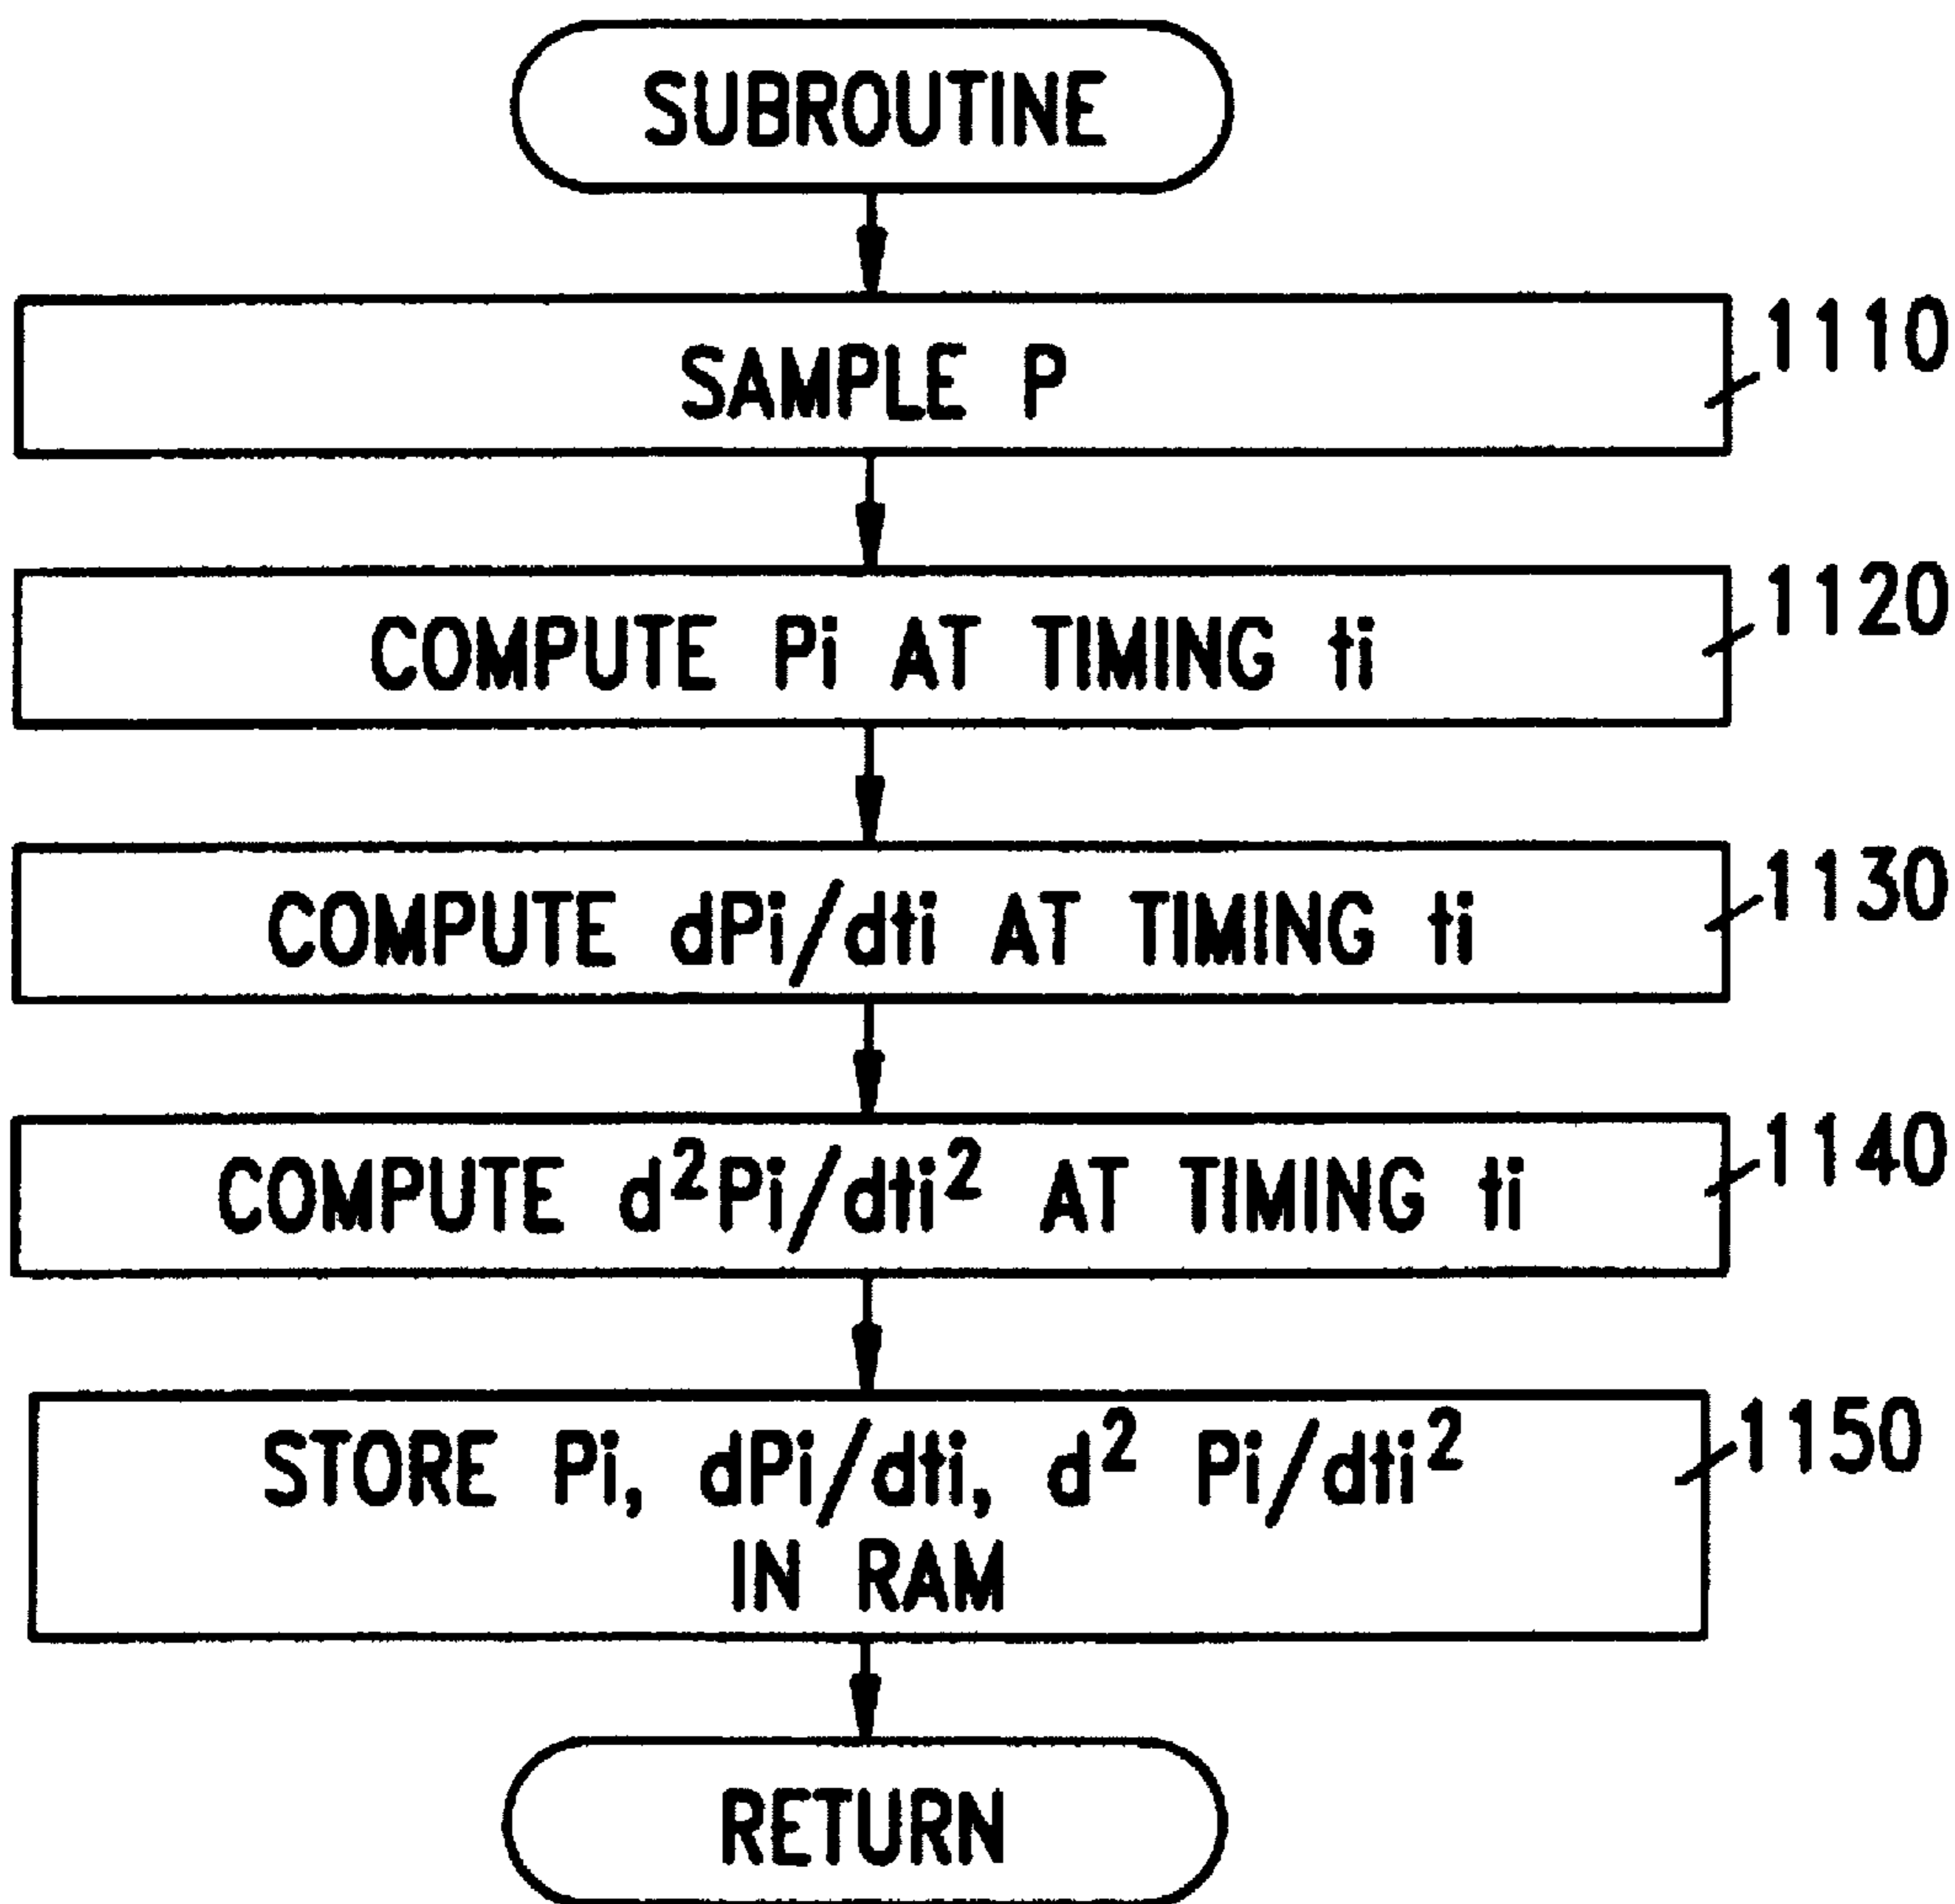 SUBROUTINE
SAMPLE P
1110
COMPUTE Pi AT TIMING ti
1120
COMPUTE dPi/dti AT TIMING ti
1130
COMPUTE d²Pi/dti² AT TIMING ti
1140
STORE Pi, dPi/dti, d² Pi/dti²
IN RAM
1150
RETURN